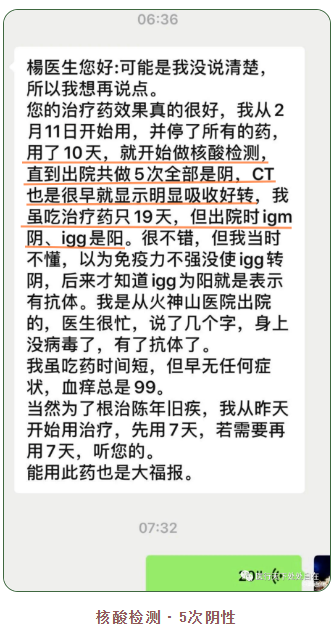 06:36
楊医生您好:可能是我没说清楚，
所以我想再说点。
您的治疗药效果真的很好，我从2
月11日开始用，并停了所有的药，
用了10天，就开始做核酸检测，
直到出院共做5次全部是阴，CT
也是很早就显示明显吸收好转，我
虽吃治疗药只19天，但出院时igm
阴、igg是阳。很不错，但我当时
不懂，以为免疫力不强没使igg转
阴，后来才知道igg为阳就是表示
有抗体。我是从火神山医院出院
的，医生很忙，说了几个字，身上
没病毒了，有了抗体了。
我虽吃药时间短，但早无任何症
状，血痒总是99。
当然为了根治陈年旧疾，我从昨天
开始用治疗，先用7天，若需要再
用7天，听您的。
能用此药也是大福报。
07:32
核酸检测·5次阴性